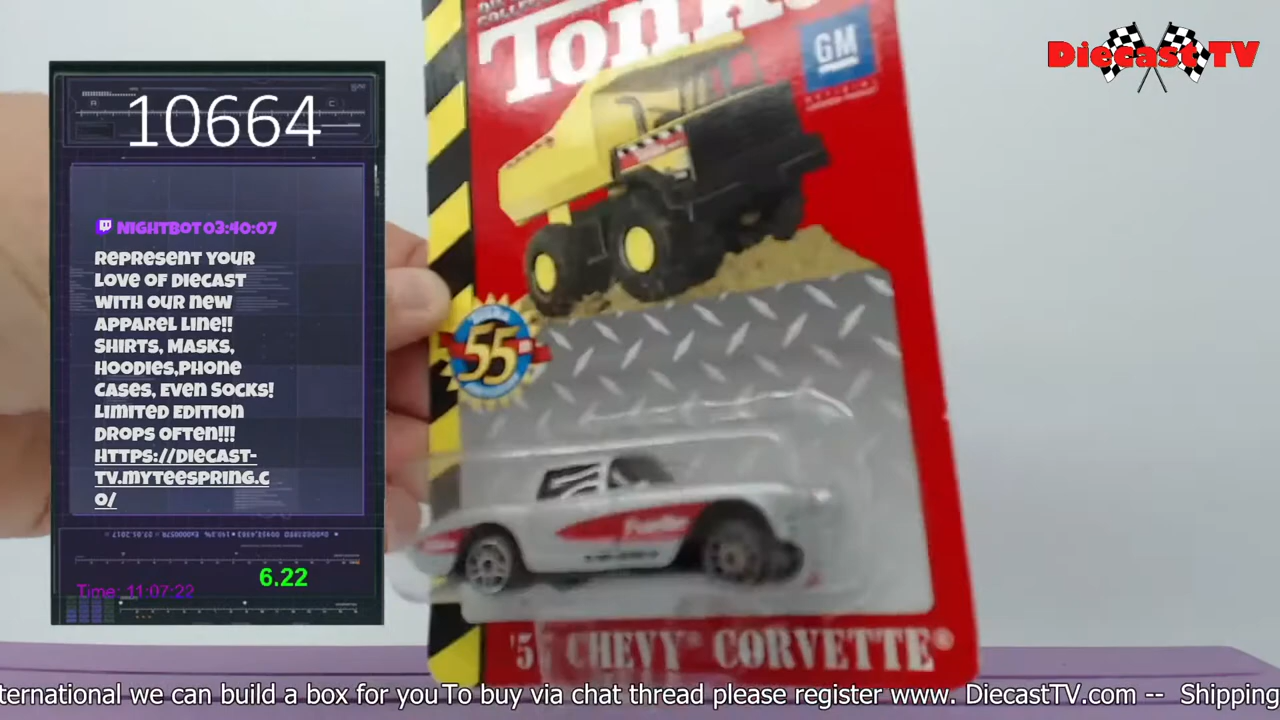 10664
NIGHTBOT 03:40:07
REPRESENT YOUR
LOVE OF DIECAST
WITH OUR NEW
APPAREL LINE!!
SHIRTS, MASKS,
HOODIES,PHONE
CASES, EVEN SOCKS!
LIMITED EDITION
DROPS OFTEN!!!
HTTPS://DIECAST-
TV.MYTEESPRING.C
O/
Time: 11:07:22
6.22
Diecast TV
GM
55
CHEVY® CORVETTE®
ternational we can build a box for you To buy via chat thread please register www. DiecastTV.com -- Shipping